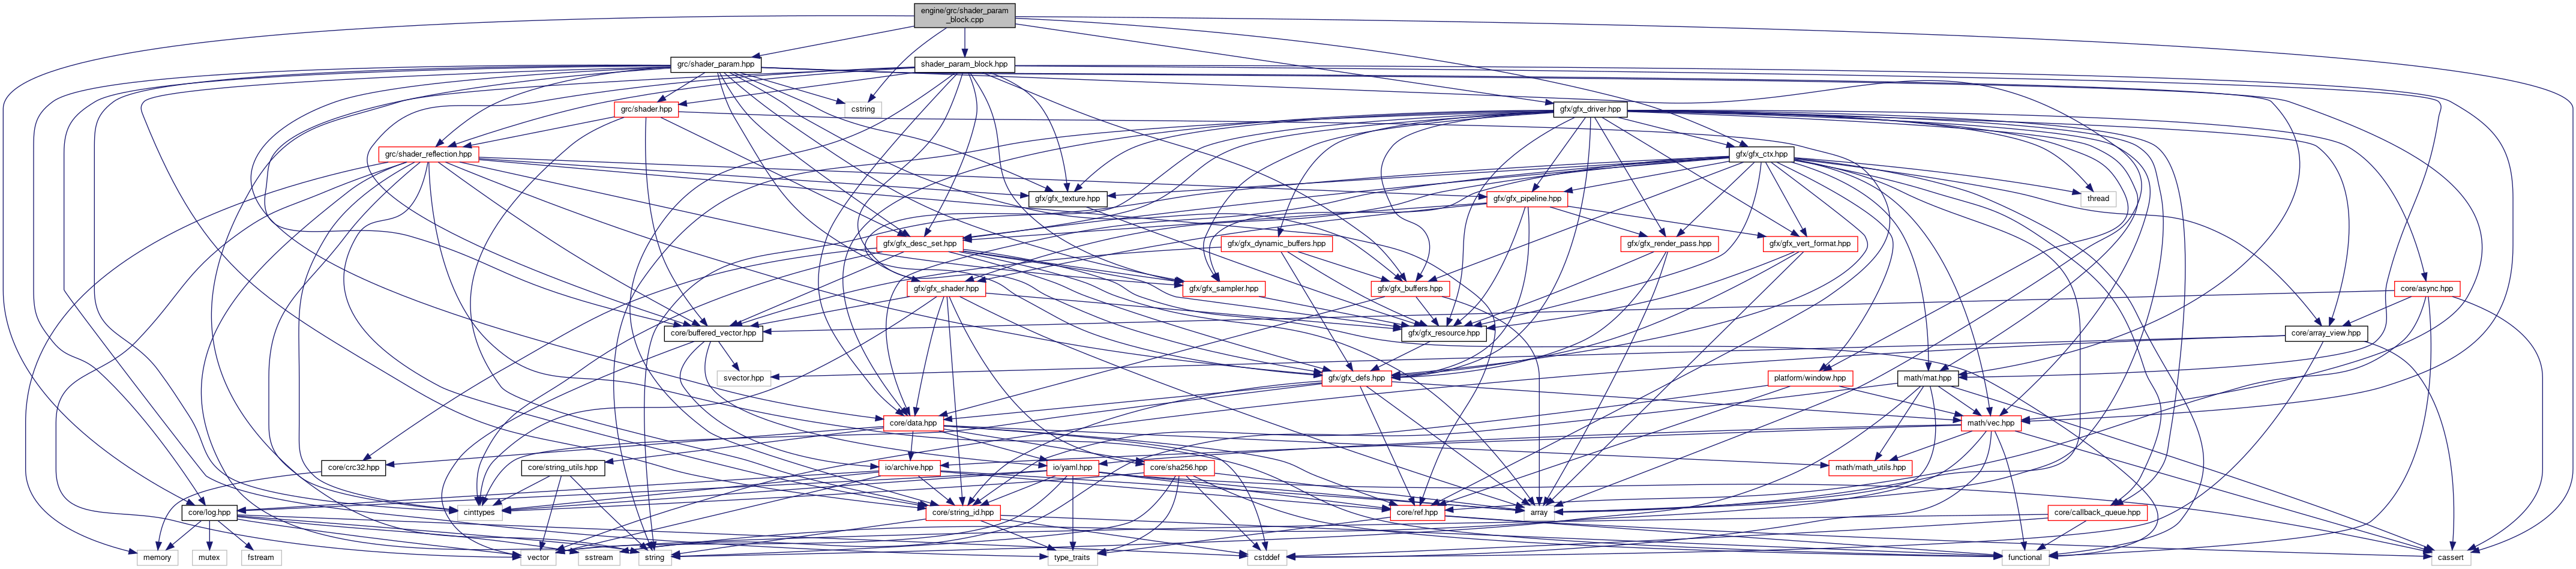 engine/grc/shader_param
_block.cpp
grc/shader_param.hpp
shader_param_block.hpp
grc/shader.hpp
cstring
gfx/gfx_driver.hpp
grc/shader_reflection.hpp
gfx/gfx_ctx.hpp
gfx/gfx_texture.hpp
gfx/gfx_pipeline.hpp
thread
gfx/gfx_desc_set.hpp
gfx/gfx_dynamic_buffers.hpp
gfx/gfx_render_pass.hpp
gfx/gfx_vert_format.hpp
gfx/gfx_shader.hpp
gfx/gfx_sampler.hpp
gfx/gfx_buffers.hpp
core/async.hpp
core/buffered_vector.hpp
gfx/gfx_resource.hpp
core/array_view.hpp
svector.hpp
gfx/gfx_defs.hpp
platform/window.hpp
math/mat.hpp
core/data.hpp
math/vec.hpp
core/crc32.hpp
core/string_utils.hpp
io/archive.hpp
io/yaml.hpp
core/sha256.hpp
math/math_utils.hpp
core/log.hpp
cinttypes
core/string_id.hpp
core/ref.hpp
array
core/callback_queue.hpp
memory
mutex
fstream
vector
sstream
string
type_traits
cstddef
functional
cassert